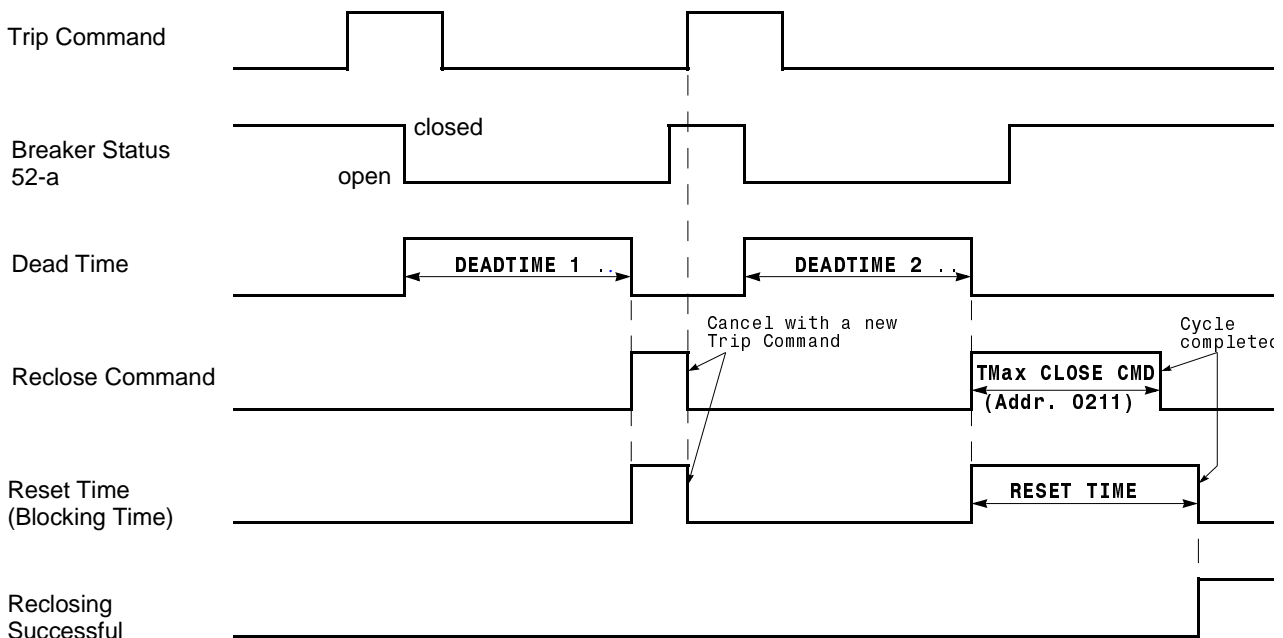 Trip Command
closed
Breaker Status
52-a
open
Dead Time
DEADTIME 1 ..
DEADTIME 2 ..
Cancel with a new
Trip Command
Cycle
completed
Reclose Command
TMax CLOSE CMD
(Addr. 0211)
Reset Time
(Blocking Time)
RESET TIME
Reclosing
Successful